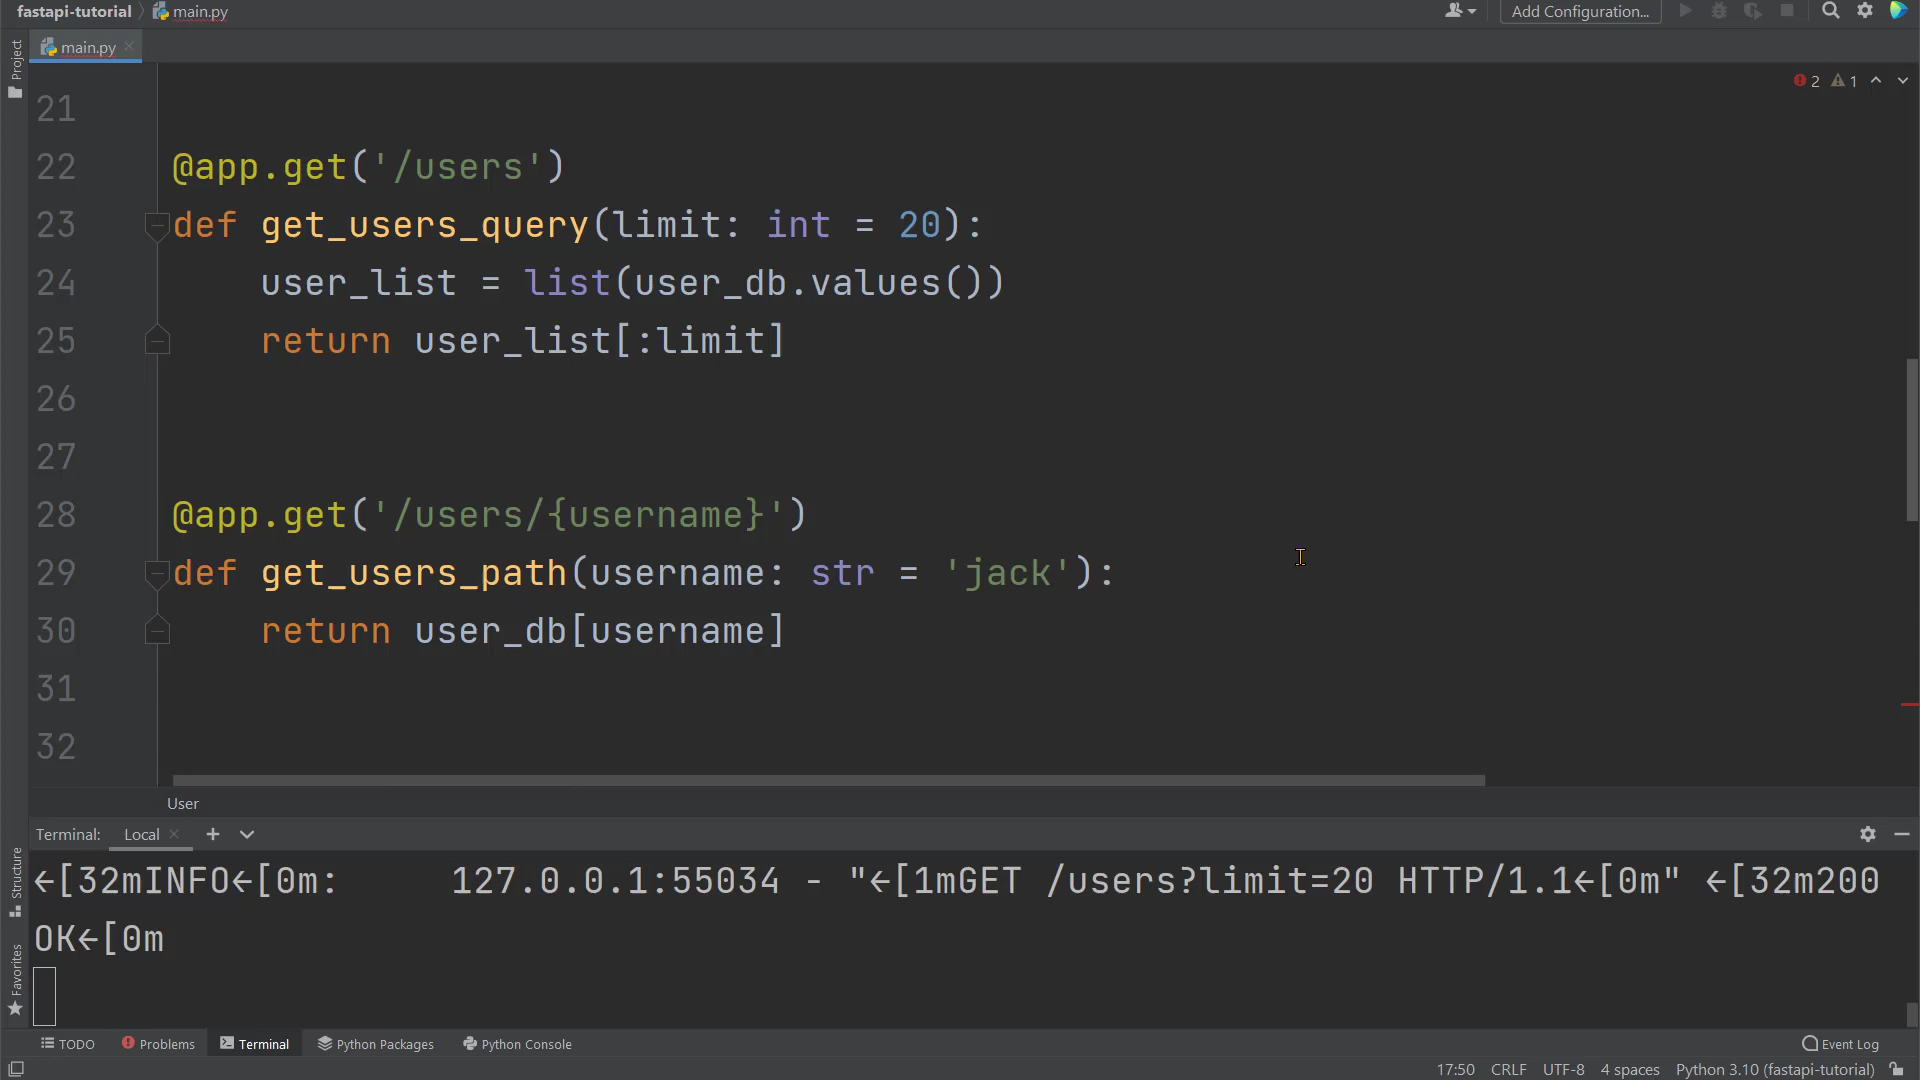 fastapi-tutorial main.py Add Configuration...
Project main.py
2 1
21
22 @app.get('/users')
23 def get_users_query(limit: int = 20):
24 user_list = list(user_db.values())
25 return user_list[:limit]
26
27
28 @app.get('/users/{username}')
29 def get_users_path(username: str = 'jack'):
30 return user_db[username]
31
32
User
Terminal: Local
←[32mINFO←[0m: 127.0.0.1:55034 - "←[1mGET /users?limit=20 HTTP/1.1←[0m" ←[32m200
OK←[0m
Structure
Favorites
TODO Problems Terminal Python Packages Python Console Event Log
17:50 CRLF UTF-8 4 spaces Python 3.10 (fastapi-tutorial)